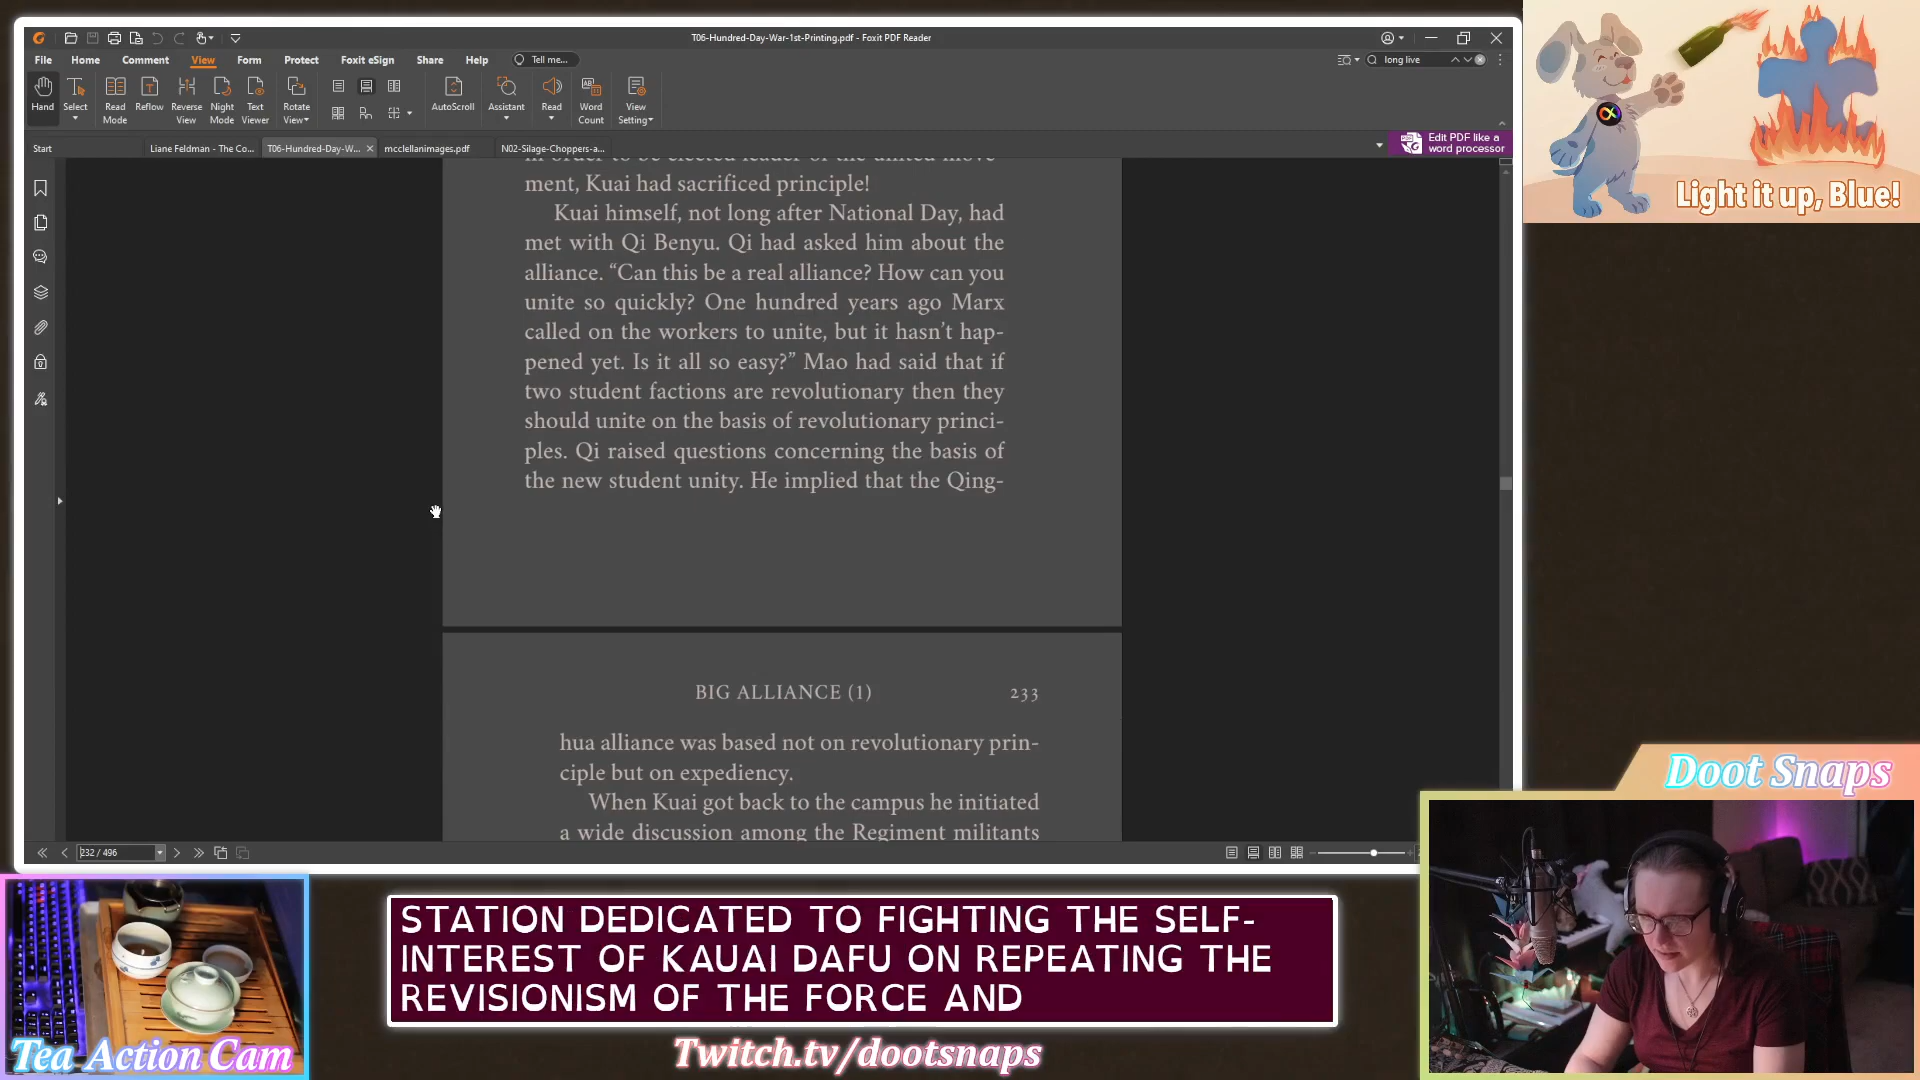 T06-Hundred-Day-War-1st-Printing.pdf - Foxit PDF Reader
File Home Comment View Form Protect Foxit eSign Share Help Tell me... long live
Hand Select Read Mode Reflow Reverse View Night Mode Text Viewer Rotate View AutoScroll Assistant Read Word Count View Setting
Start Liane Feldman - The Co... T06-Hundred-Day-W... mcclellanimages.pdf N02-Silage-Choppers-a... Edit PDF like a word processor
ment, Kuai had sacrificed principle!
Kuai himself, not long after National Day, had
met with Qi Benyu. Qi had asked him about the
alliance. “Can this be a real alliance? How can you
unite so quickly? One hundred years ago Marx
called on the workers to unite, but it hasn’t hap-
pened yet. Is it all so easy?” Mao had said that if
two student factions are revolutionary then they
should unite on the basis of revolutionary princi-
ples. Qi raised questions concerning the basis of
the new student unity. He implied that the Qing-
BIG ALLIANCE (1) 233
hua alliance was based not on revolutionary prin-
ciple but on expediency.
When Kuai got back to the campus he initiated
a wide discussion among the Regiment militants
232 / 496
Light it up, Blue!
Doot Snaps
STATION DEDICATED TO FIGHTING THE SELF-
INTEREST OF KAUAI DAFU ON REPEATING THE
REVISIONISM OF THE FORCE AND
Tea Action Cam
Twitch.tv/dootsnaps